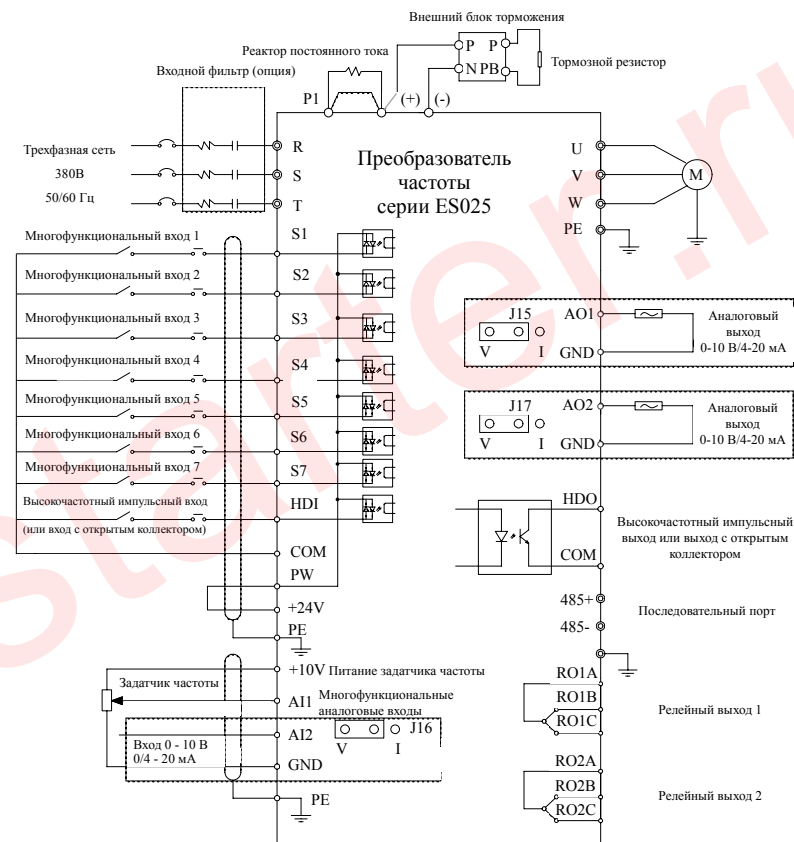 Внешний блок торможения
Реактор постоянного тока
P P
N PB
Тормозной резистор
Входной фильтр (опция)
P1
(+) (-)
Трехфазная сеть
380В
50/60 Гц
R
S
T
Преобразователь
частоты
серии ES025
U
V
W
PE
M
Многофункциональный вход 1
S1
Многофункциональный вход 2
S2
Многофункциональный вход 3
S3
Многофункциональный вход 4
S4
Многофункциональный вход 5
S5
Многофункциональный вход 6
S6
Многофункциональный вход 7
S7
Высокочастотный импульсный вход
(или вход с открытым коллектором)
HDI
COM
PW
+24V
PE
J15
V I
AO1
GND
Аналоговый
выход
0-10 В/4-20 мА
J17
V I
AO2
GND
Аналоговый
выход
0-10 В/4-20 мА
HDO
COM
Высокочастотный импульсный
выход или выход с открытым
коллектором
485+
485-
Последовательный порт
+10V Питание задатчика частоты
Задатчик частоты
AI1
Многофункциональные
аналоговые входы
AI2
J16
V I
Вход 0 - 10 В
0/4 - 20 мА
GND
PE
RO1A
RO1B
RO1C
Релейный выход 1
RO2A
RO2B
RO2C
Релейный выход 2
starter.ru